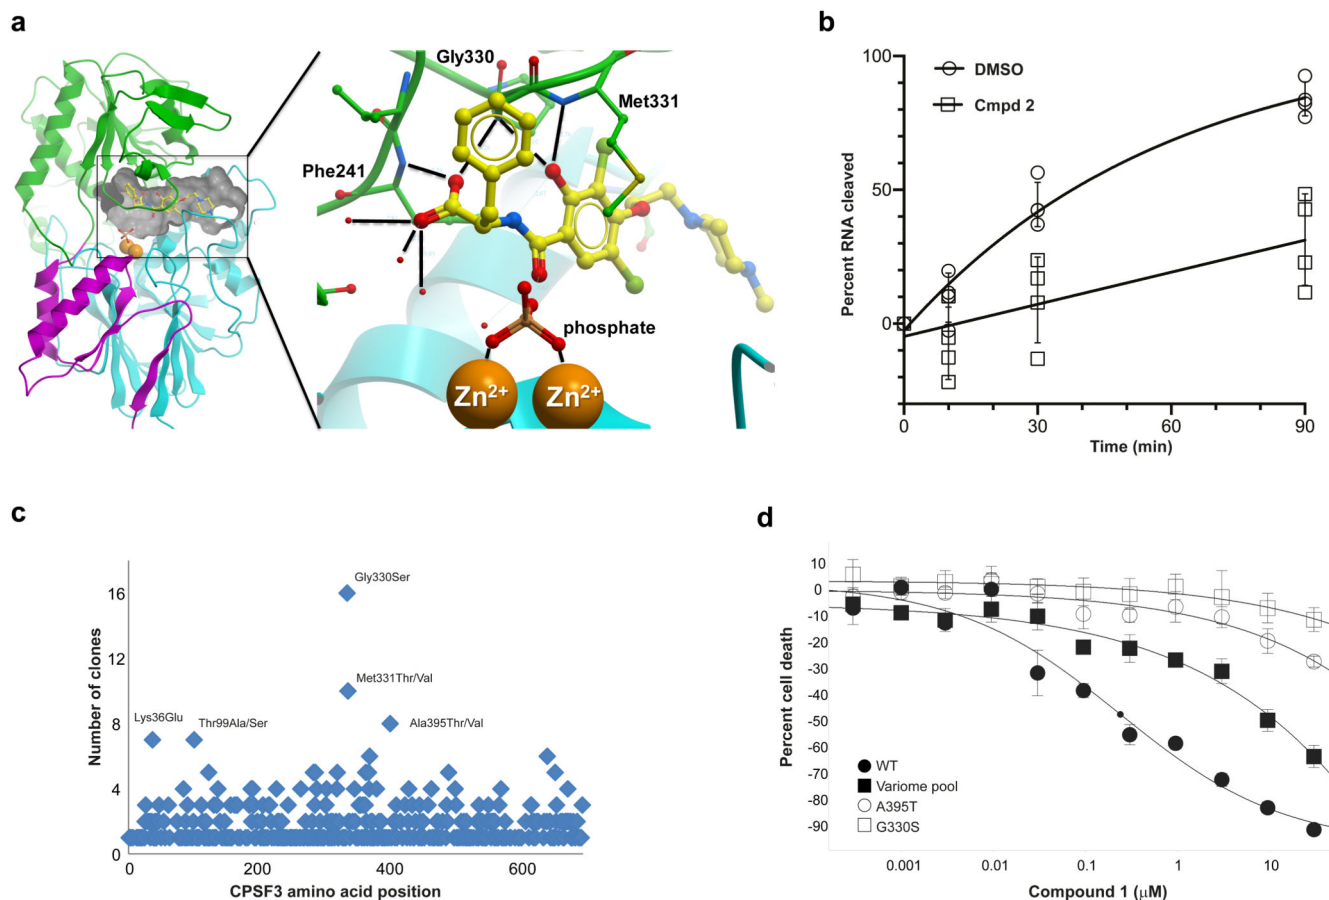 a
Gly330
Met331
Phe241
phosphate
Zn2+
Zn2+
b
100
50
0
DMSO
Cmpd 2
Percent RNA cleaved
0
30
60
90
Time (min)
c
16
12
8
4
0
Number of clones
Gly330Ser
Met331Thr/Val
Lys36Glu
Thr99Ala/Ser
Ala395Thr/Val
0
200
400
600
CPSF3 amino acid position
d
10
0
-10
-20
-30
-40
-50
-60
-70
-80
-90
Percent cell death
WT
Variome pool
A395T
G330S
0.001
0.01
0.1
1
10
Compound 1 (μM)